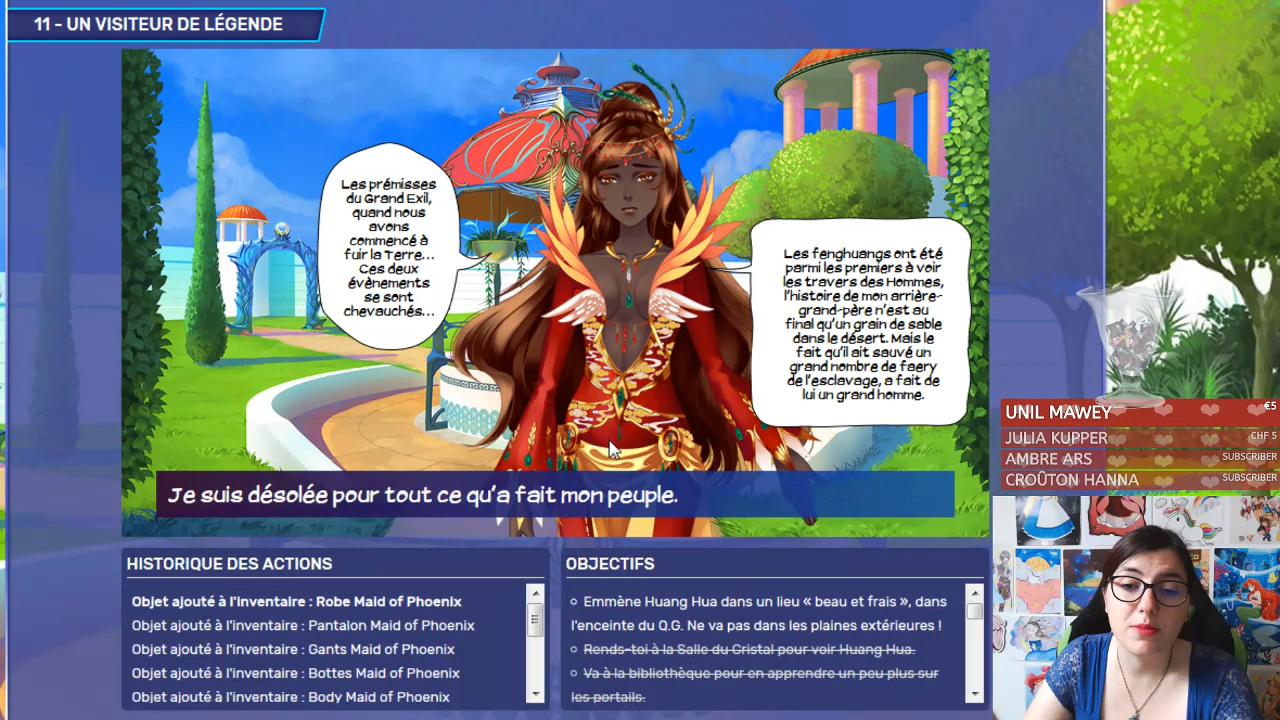 11 - UN VISITEUR DE LÉGENDE
Les prémisses
du Grand Exil,
quand nous
avons
commencé à
fuir la Terre...
Ces deux
évènements
se sont
chevauchés...
Les fenghuangs ont été
parmi les premiers à voir
les travers des Hommes,
l'histoire de mon arrière-
grand-père n'est au
final qu'un grain de sable
dans le désert. Mais le
fait qu'il ait sauvé un
grand nombre de faery
de l'esclavage, a fait de
lui un grand homme.
Je suis désolée pour tout ce qu'a fait mon peuple.
HISTORIQUE DES ACTIONS
Objet ajouté à l'inventaire : Robe Maid of Phoenix
Objet ajouté à l'inventaire : Pantalon Maid of Phoenix
Objet ajouté à l'inventaire : Gants Maid of Phoenix
Objet ajouté à l'inventaire : Bottes Maid of Phoenix
Objet ajouté à l'inventaire : Body Maid of Phoenix
OBJECTIFS
Emmène Huang Hua dans un lieu « beau et frais », dans
l'enceinte du Q.G. Ne va pas dans les plaines extérieures !
Rends-toi à la Salle du Cristal pour voir Huang Hua.
Va à la bibliothèque pour en apprendre un peu plus sur
les portails.
UNIL MAWEY €5
JULIA KUPPER CHF 5
AMBRE ARS SUBSCRIBER
CROÛTON HANNA SUBSCRIBER